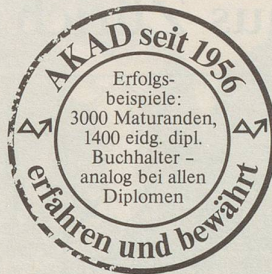 AKAD seit 1956
Erfolgs-
beispiele:
3000 Maturanden,
1400 eidg. dipl.
Buchhalter –
analog bei allen
Diplomen
erfahren und bewährt